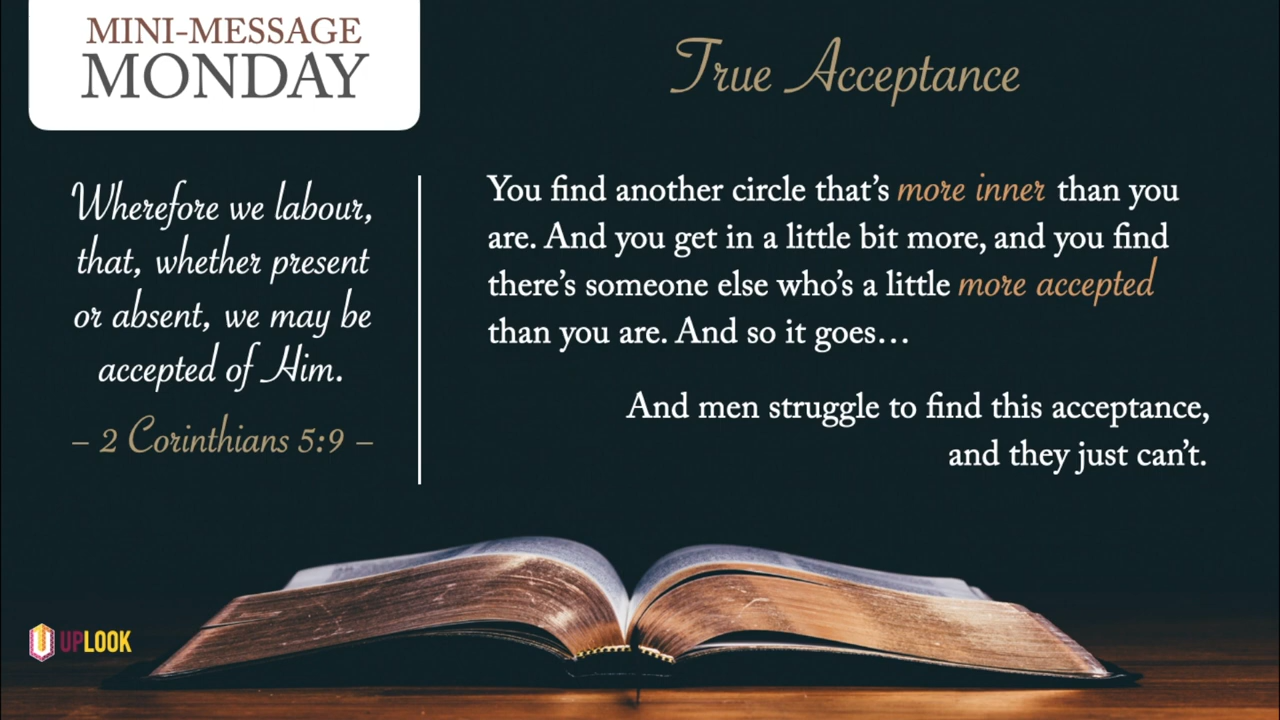 MINI-MESSAGE
MONDAY
True Acceptance
Wherefore we labour,
that, whether present
or absent, we may be
accepted of Him.
– 2 Corinthians 5:9 –
You find another circle that’s more inner than you
are. And you get in a little bit more, and you find
there’s someone else who’s a little more accepted
than you are. And so it goes…
And men struggle to find this acceptance,
and they just can’t.
UPLOOK